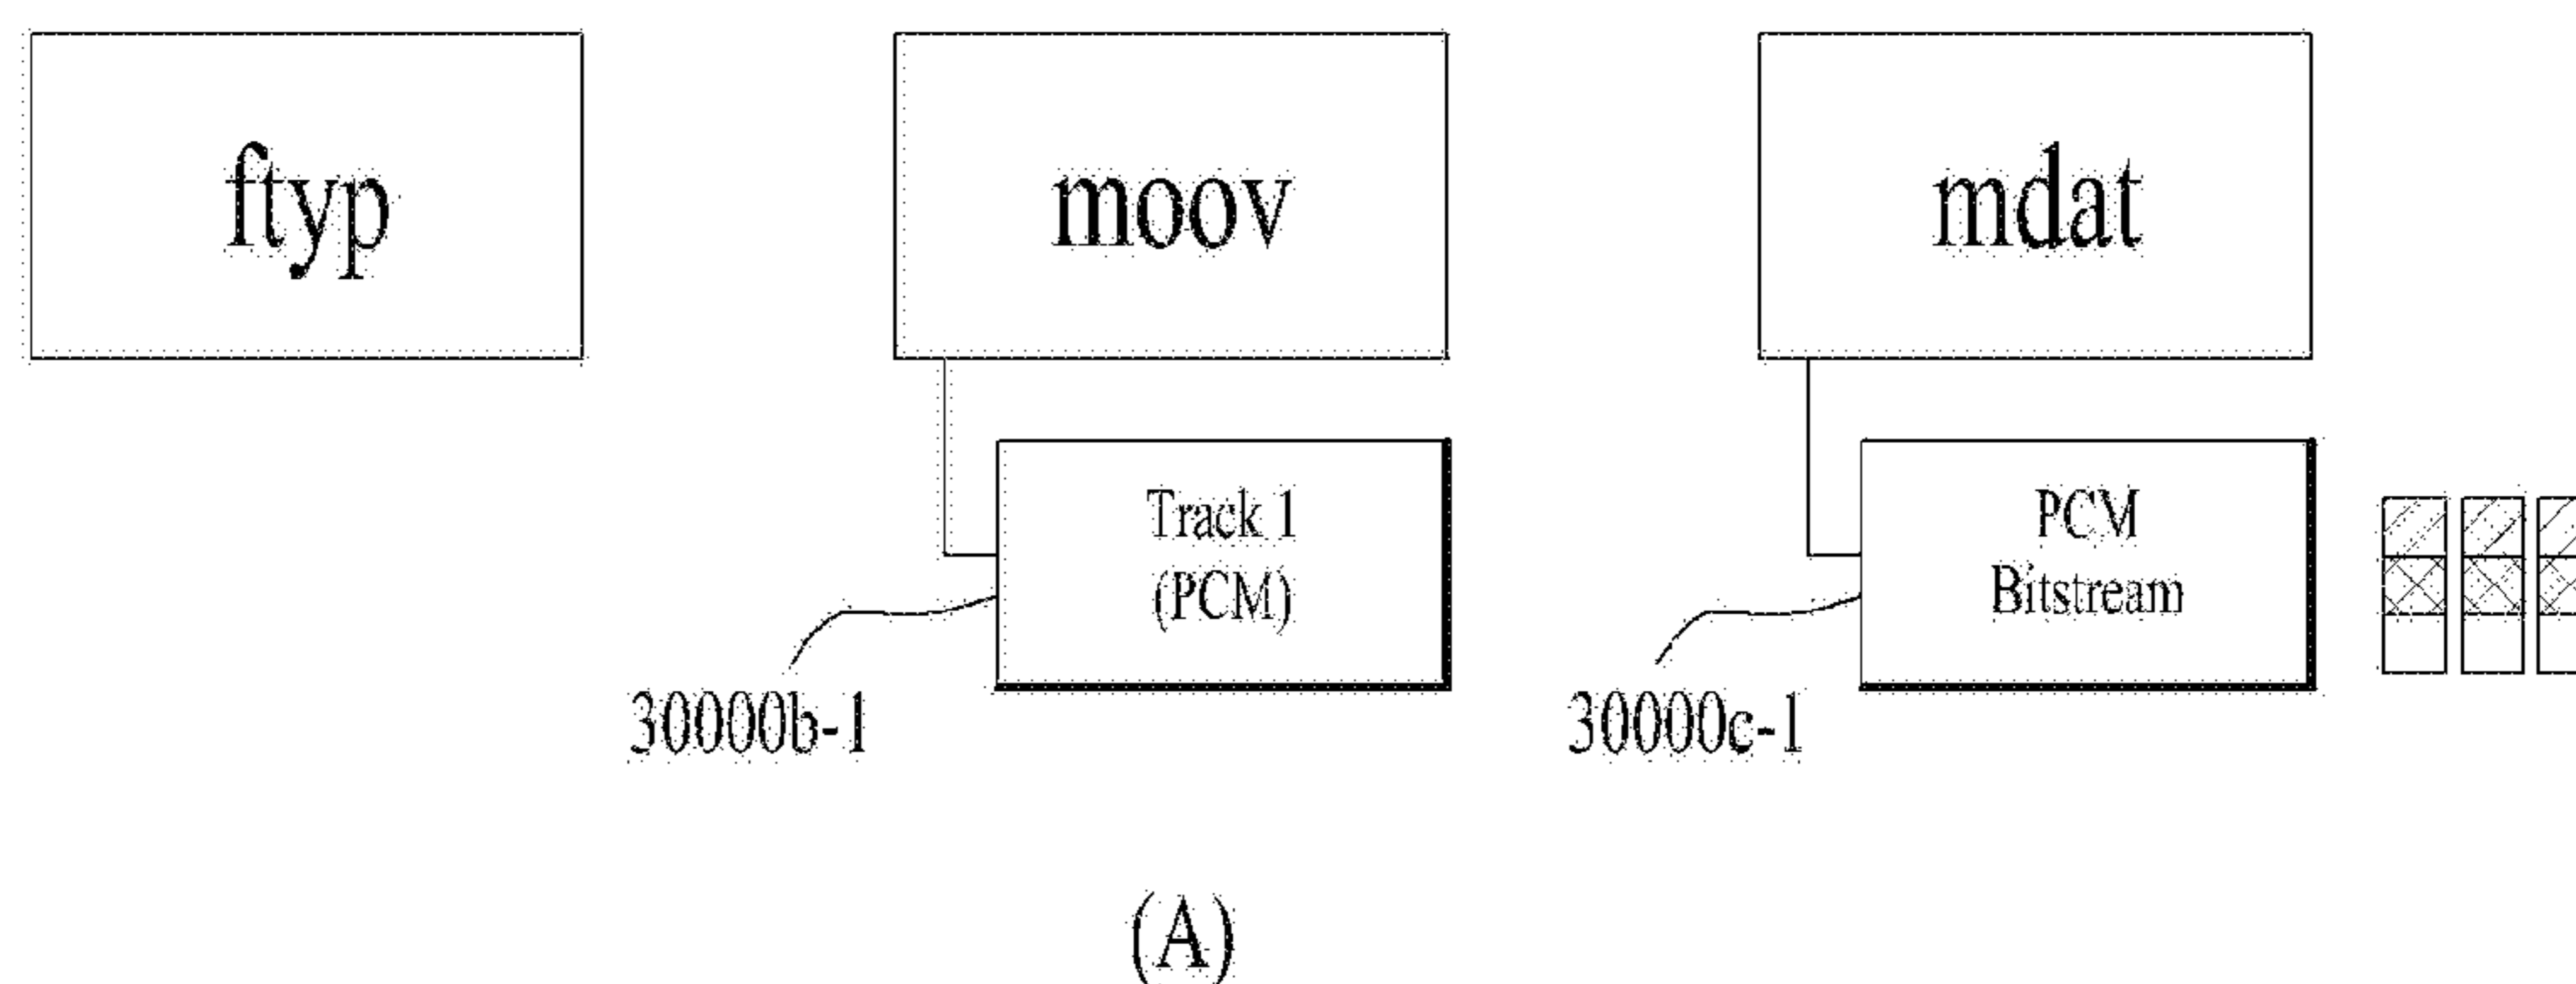 ftyp
moov
mdat
Track 1
(PCM)
PCM
Bitstream
30000b-1
30000c-1
(A)